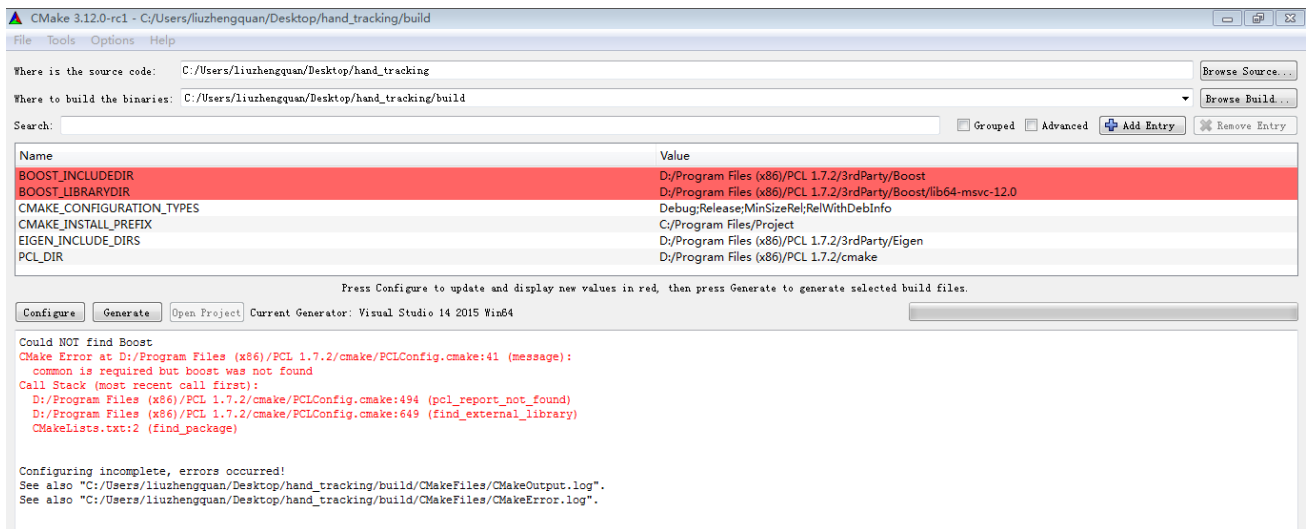 CMake 3.12.0-rc1 - C:/Users/liuzhengquan/Desktop/hand_tracking/build
File Tools Options Help
Where is the source code: C:/Users/liuzhengquan/Desktop/hand_tracking Browse Source...
Where to build the binaries: C:/Users/liuzhengquan/Desktop/hand_tracking/build Browse Build...
Search: Grouped Advanced Add Entry Remove Entry
Name Value
BOOST_INCLUDEDIR D:/Program Files (x86)/PCL 1.7.2/3rdParty/Boost
BOOST_LIBRARYDIR D:/Program Files (x86)/PCL 1.7.2/3rdParty/Boost/lib64-msvc-12.0
CMAKE_CONFIGURATION_TYPES Debug;Release;MinSizeRel;RelWithDebInfo
CMAKE_INSTALL_PREFIX C:/Program Files/Project
EIGEN_INCLUDE_DIRS D:/Program Files (x86)/PCL 1.7.2/3rdParty/Eigen
PCL_DIR D:/Program Files (x86)/PCL 1.7.2/cmake
Press Configure to update and display new values in red, then press Generate to generate selected build files.
Configure Generate Open Project Current Generator: Visual Studio 14 2015 Win64
Could NOT find Boost
CMake Error at D:/Program Files (x86)/PCL 1.7.2/cmake/PCLConfig.cmake:41 (message):
common is required but boost was not found
Call Stack (most recent call first):
D:/Program Files (x86)/PCL 1.7.2/cmake/PCLConfig.cmake:494 (pcl_report_not_found)
D:/Program Files (x86)/PCL 1.7.2/cmake/PCLConfig.cmake:649 (find_external_library)
CMakeLists.txt:2 (find_package)
Configuring incomplete, errors occurred!
See also "C:/Users/liuzhengquan/Desktop/hand_tracking/build/CMakeFiles/CMakeOutput.log".
See also "C:/Users/liuzhengquan/Desktop/hand_tracking/build/CMakeFiles/CMakeError.log".